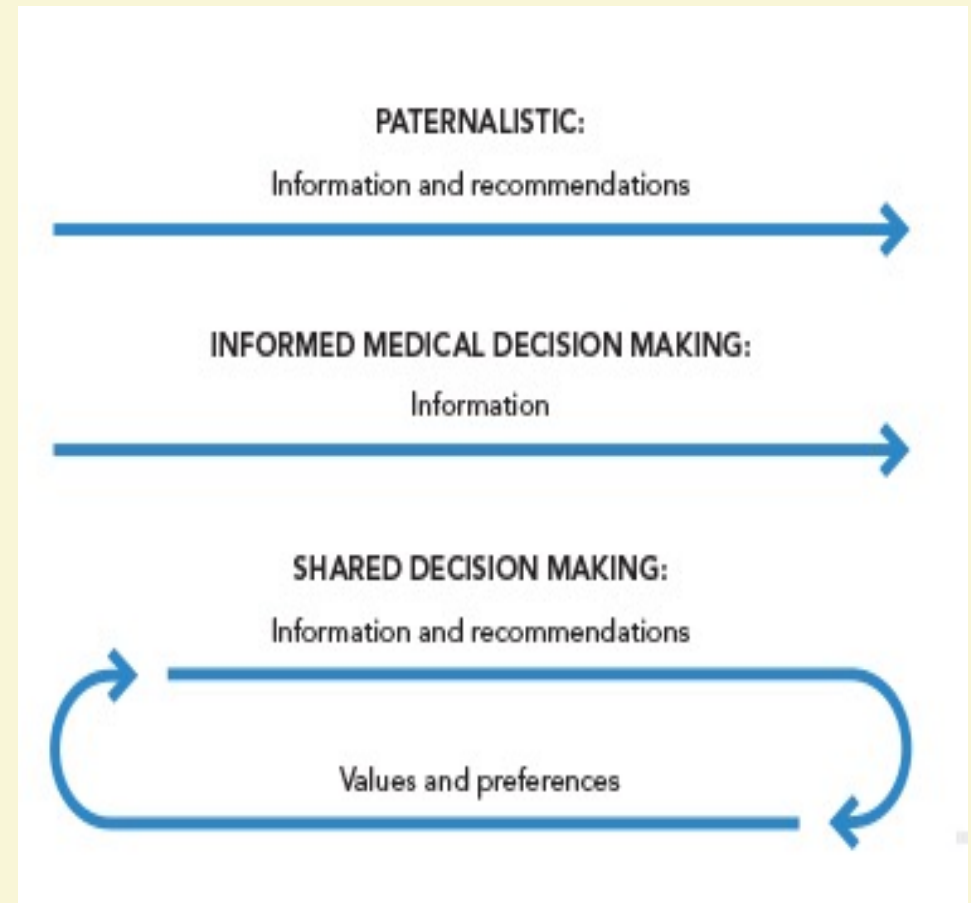 PATERNALISTIC:
Information and recommendations
INFORMED MEDICAL DECISION MAKING:
Information
SHARED DECISION MAKING:
Information and recommendations
Values and preferences